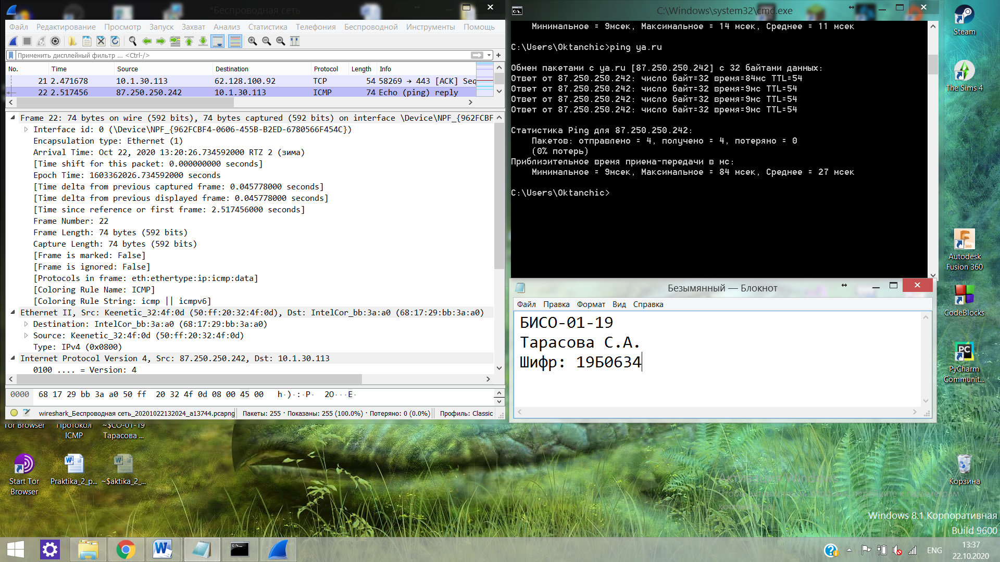 *Беспроводная сеть
Файл Редактирование Просмотр Запуск Захват Анализ Статистика Телефония Беспроводной Инструменты Помощь
Применить дисплейный фильтр ... <Ctrl-/>
No. Time Source Destination Protocol Length Info
21 2.471678 10.1.30.113 62.128.100.92 TCP 54 58269 → 443 [ACK] Seq
22 2.517456 87.250.250.242 10.1.30.113 ICMP 74 Echo (ping) reply
Frame 22: 74 bytes on wire (592 bits), 74 bytes captured (592 bits) on interface \Device\NPF_{962FCBF
Interface id: 0 (\Device\NPF_{962FCBF4-0606-455B-B2ED-6780566F454C})
Encapsulation type: Ethernet (1)
Arrival Time: Oct 22, 2020 13:20:26.734592000 RTZ 2 (зима)
[Time shift for this packet: 0.000000000 seconds]
Epoch Time: 1603362026.734592000 seconds
[Time delta from previous captured frame: 0.045778000 seconds]
[Time delta from previous displayed frame: 0.045778000 seconds]
[Time since reference or first frame: 2.517456000 seconds]
Frame Number: 22
Frame Length: 74 bytes (592 bits)
Capture Length: 74 bytes (592 bits)
[Frame is marked: False]
[Frame is ignored: False]
[Protocols in frame: eth:ethertype:ip:icmp:data]
[Coloring Rule Name: ICMP]
[Coloring Rule String: icmp || icmpv6]
Ethernet II, Src: Keenetic_32:4f:0d (50:ff:20:32:4f:0d), Dst: IntelCor_bb:3a:a0 (68:17:29:bb:3a:a0)
Destination: IntelCor_bb:3a:a0 (68:17:29:bb:3a:a0)
Source: Keenetic_32:4f:0d (50:ff:20:32:4f:0d)
Type: IPv4 (0x0800)
Internet Protocol Version 4, Src: 87.250.250.242, Dst: 10.1.30.113
0100 .... = Version: 4
0000 68 17 29 bb 3a a0 50 ff 20 32 4f 0d 08 00 45 00 h·)·:·P· 2O···E·
wireshark_Беспроводная сеть_20201022132024_a13744.pcapng Пакеты: 255 · Показаны: 255 (100.0%) · Потеряно: 0 (0.0%) Профиль: Classic
C:\Windows\system32\cmd.exe
Минимальное = 9мсек, Максимальное = 14 мсек, Среднее = 11 мсек
C:\Users\Oktanchic>ping ya.ru
Обмен пакетами с ya.ru [87.250.250.242] с 32 байтами данных:
Ответ от 87.250.250.242: число байт=32 время=84мс TTL=54
Ответ от 87.250.250.242: число байт=32 время=9мс TTL=54
Ответ от 87.250.250.242: число байт=32 время=9мс TTL=54
Ответ от 87.250.250.242: число байт=32 время=9мс TTL=54
Статистика Ping для 87.250.250.242:
Пакетов: отправлено = 4, получено = 4, потеряно = 0
(0% потерь)
Приблизительное время приема-передачи в мс:
Минимальное = 9мсек, Максимальное = 84 мсек, Среднее = 27 мсек
C:\Users\Oktanchic>
Безымянный — Блокнот
Файл Правка Формат Вид Справка
БИСО-01-19
Тарасова С.А.
Шифр: 19Б0634
Steam
The Sims 4
Autodesk
Fusion 360
CodeBlocks
PyCharm
Communit...
Корзина
Tor Browser
Протокол
ICMP
~$СО-01-19
Тарасова ...
Start Tor
Browser
Praktika_2_p...
~$aktika_2_...
Активация Windows
Windows 8.1 Корпоративная
Build 9600
ENG
13:37
22.10.2020